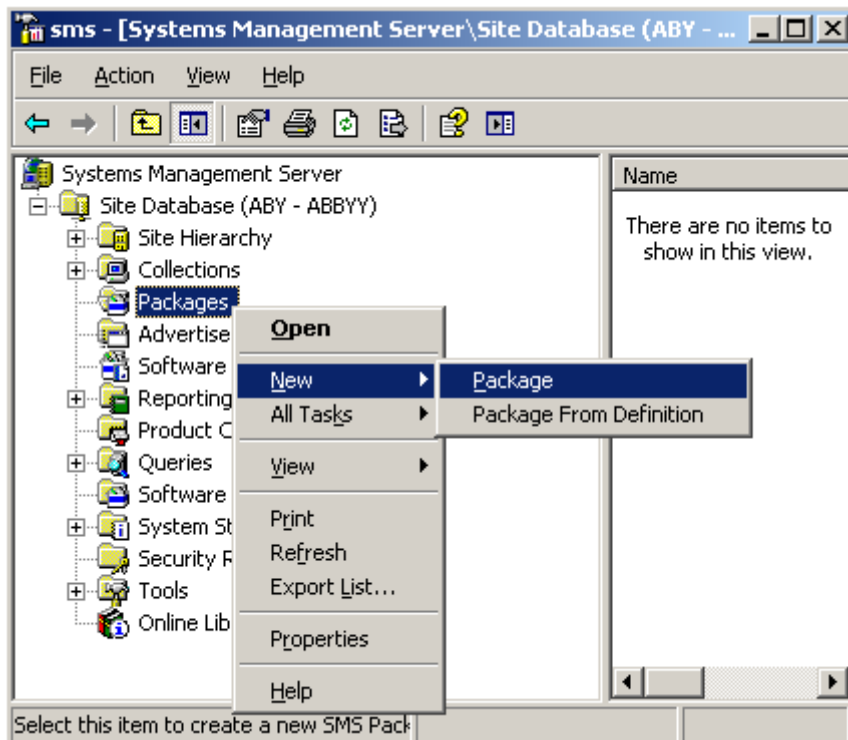 sms - [Systems Management Server\Site Database (ABY - ...
File Action View Help
Systems Management Server
Site Database (ABY - ABBYY)
Site Hierarchy
Collections
Packages
Advertise
Software
Reporting
Product C
Queries
Software
System St
Security R
Tools
Online Lib
Open
New
All Tasks
View
Print
Refresh
Export List...
Properties
Help
Package
Package From Definition
Name
There are no items to
show in this view.
Select this item to create a new SMS Pack